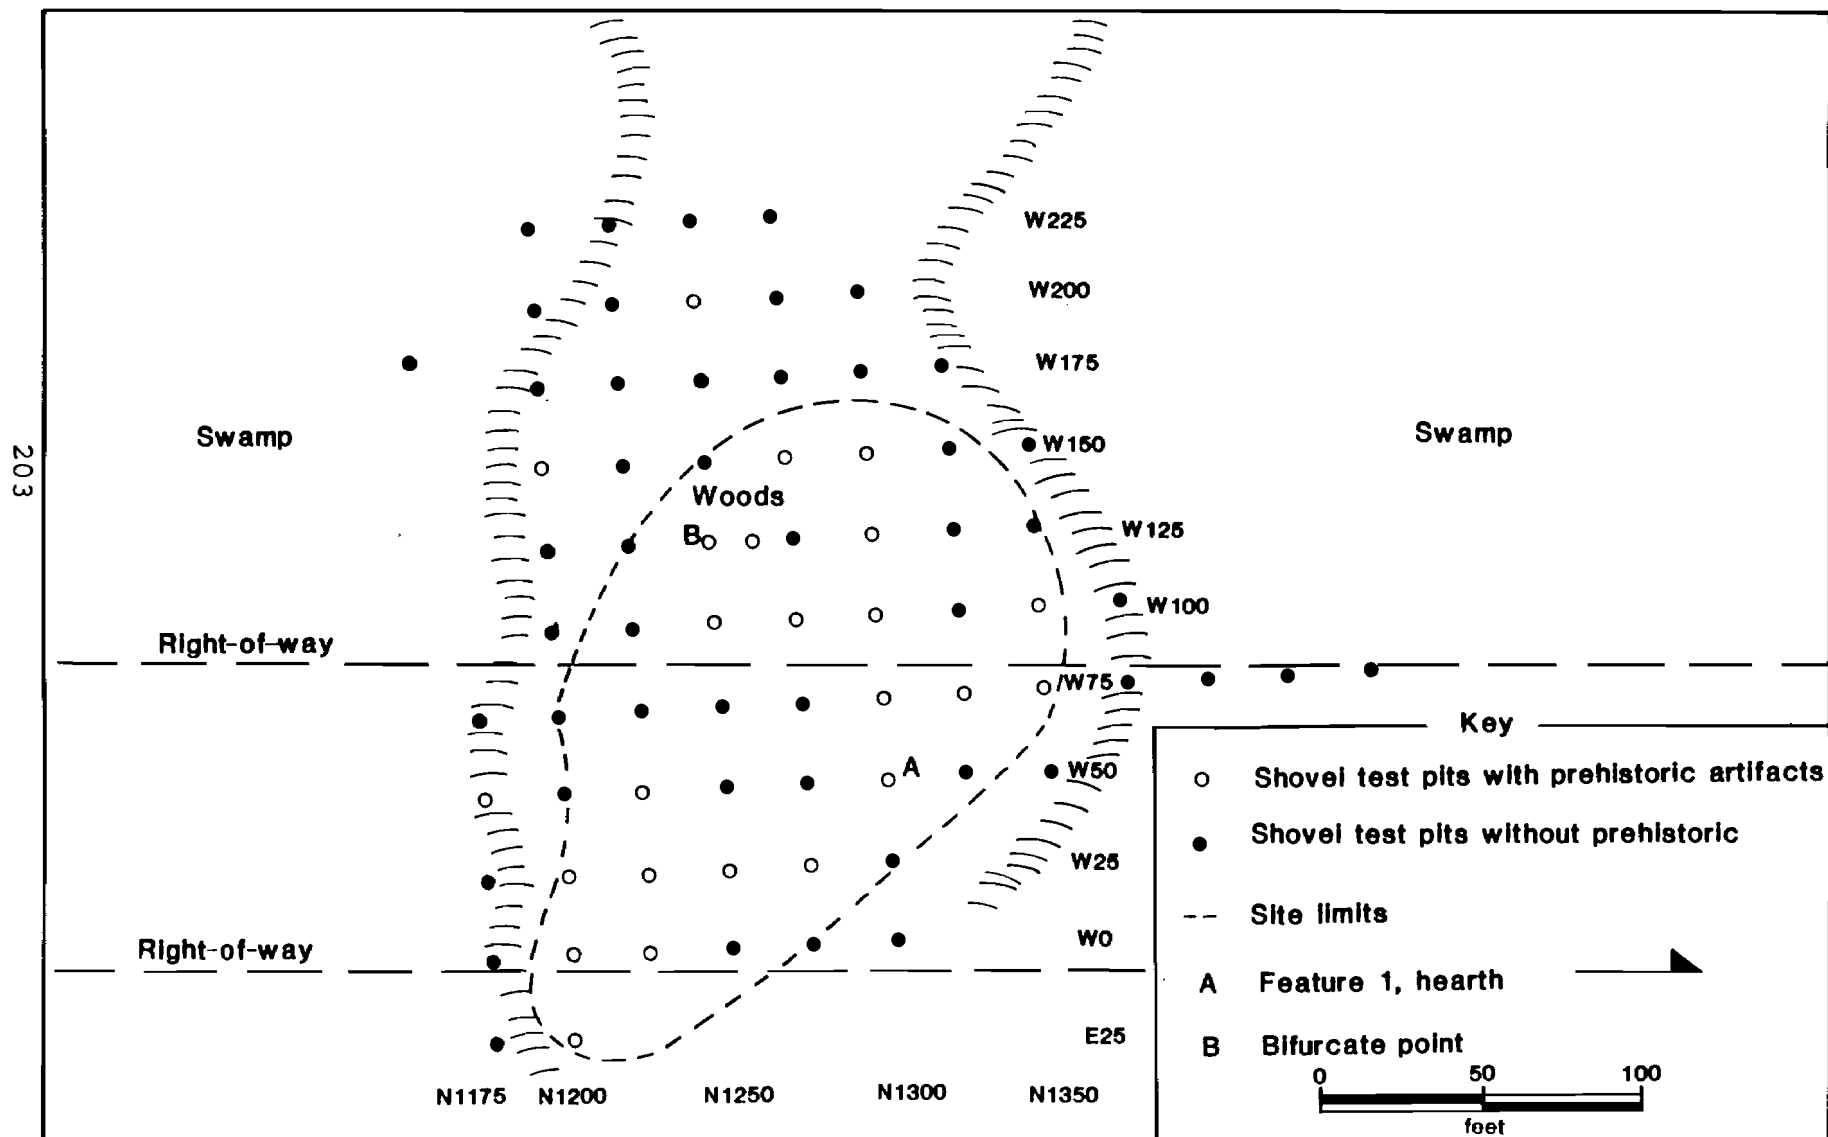 W225
W200
W175
W150
Swamp
Swamp
203
Woods
B
W125
W100
Right-of-way
/W75
A
W50
W25
Right-of-way
W0
E25
N1175 N1200 N1250 N1300 N1350
Key
Shovel test pits with prehistoric artifacts
Shovel test pits without prehistoric
Site limits
A Feature 1, hearth
B Bifurcate point
0 50 100
feet